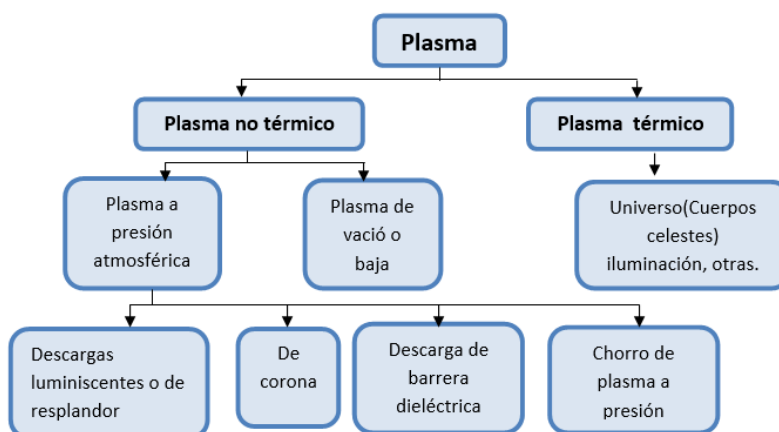 Plasma
Plasma no térmico
Plasma térmico
Plasma a
presión
atmosférica
Plasma de
vació o
baja
Universo(Cuerpos
celestes)
iluminación, otras.
Descargas
luminiscentes o de
resplandor
De
corona
Descarga de
barrera
dieléctrica
Chorro de
plasma a
presión